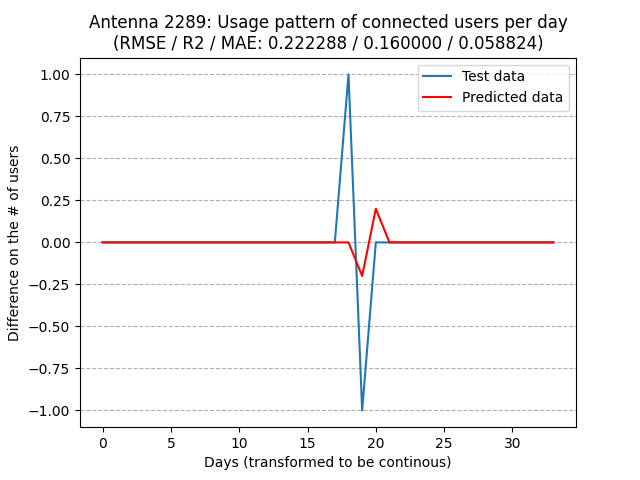 Antenna 2289: Usage pattern of connected users per day
(RMSE / R2 / MAE: 0.222288 / 0.160000 / 0.058824)
Test data
Predicted data
1.00
0.75
0.50
0.25
0.00
−0.25
−0.50
−0.75
−1.00
Difference on the # of users
0 5 10 15 20 25 30
Days (transformed to be continous)